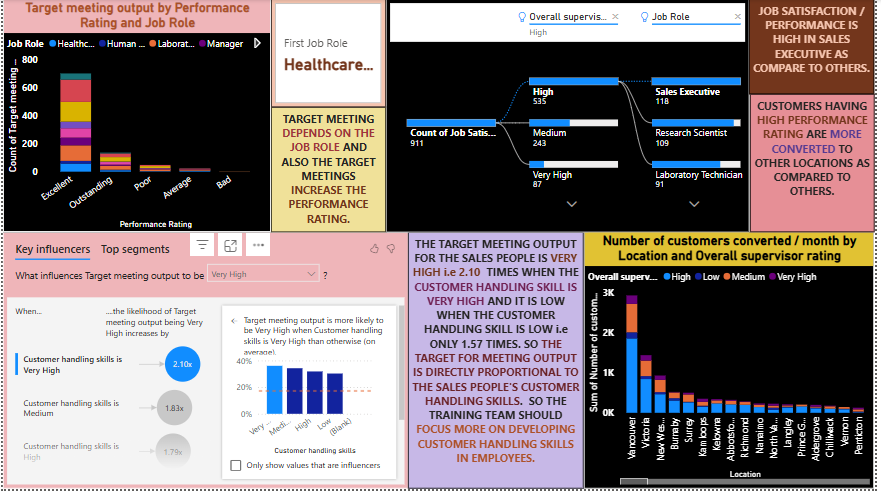 Target meeting output by Performance
Rating and Job Role
Job Role Healthc... Human ... Laborat... Manager
800
600
400
200
0
Count of Target meeting ...
Excellent
Outstanding
Poor
Average
Bad
Performance Rating
First Job Role
Healthcare...
TARGET MEETING
DEPENDS ON THE
JOB ROLE AND
ALSO THE TARGET
MEETINGS
INCREASE THE
PERFORMANCE
RATING.
Overall supervis...
High
Job Role
Count of Job Satis...
911
High
535
Medium
243
Very High
87
Sales Executive
118
Research Scientist
109
Laboratory Technician
91
JOB SATISFACTION /
PERFORMANCE IS
HIGH IN SALES
EXECUTIVE AS
COMPARE TO OTHERS.
CUSTOMERS HAVING
HIGH PERFORMANCE
RATING ARE MORE
CONVERTED TO
OTHER LOCATIONS AS
COMPARED TO
OTHERS.
Key influencers Top segments
What influences Target meeting output to be Very High ?
When...
...the likelihood of Target
meeting output being Very
High increases by
Customer handling skills is
Very High
2.10x
Customer handling skills is
Medium
1.83x
Customer handling skills is
High
1.79x
Target meeting output is more likely to
be Very High when Customer handling
skills is Very High than otherwise (on
average).
40%
20%
0%
Very ...
Medi...
High
Low
(Blank)
Customer handling skills
Only show values that are influencers
THE TARGET MEETING OUTPUT
FOR THE SALES PEOPLE IS VERY
HIGH i.e 2.10 TIMES WHEN THE
CUSTOMER HANDLING SKILL IS
VERY HIGH AND IT IS LOW
WHEN THE CUSTOMER
HANDLING SKILL IS LOW i.e
ONLY 1.57 TIMES. SO THE
TARGET FOR MEETING OUTPUT
IS DIRECTLY PROPORTIONAL TO
THE SALES PEOPLE'S CUSTOMER
HANDLING SKILLS. SO THE
TRAINING TEAM SHOULD
FOCUS MORE ON DEVELOPING
CUSTOMER HANDLING SKILLS
IN EMPLOYEES.
Number of customers converted / month by
Location and Overall supervisor rating
Overall superv... High Low Medium Very High
3K
2K
1K
0K
Sum of Number of custom...
Vancouver
Victoria
New Wes...
Burnaby
Surrey
Kamloops
Kelowna
Abbotsfo...
Richmond
Nanaimo
North Va...
Langley
Prince G...
Aldergrove
Chilliwack
Vernon
Penticton
Location